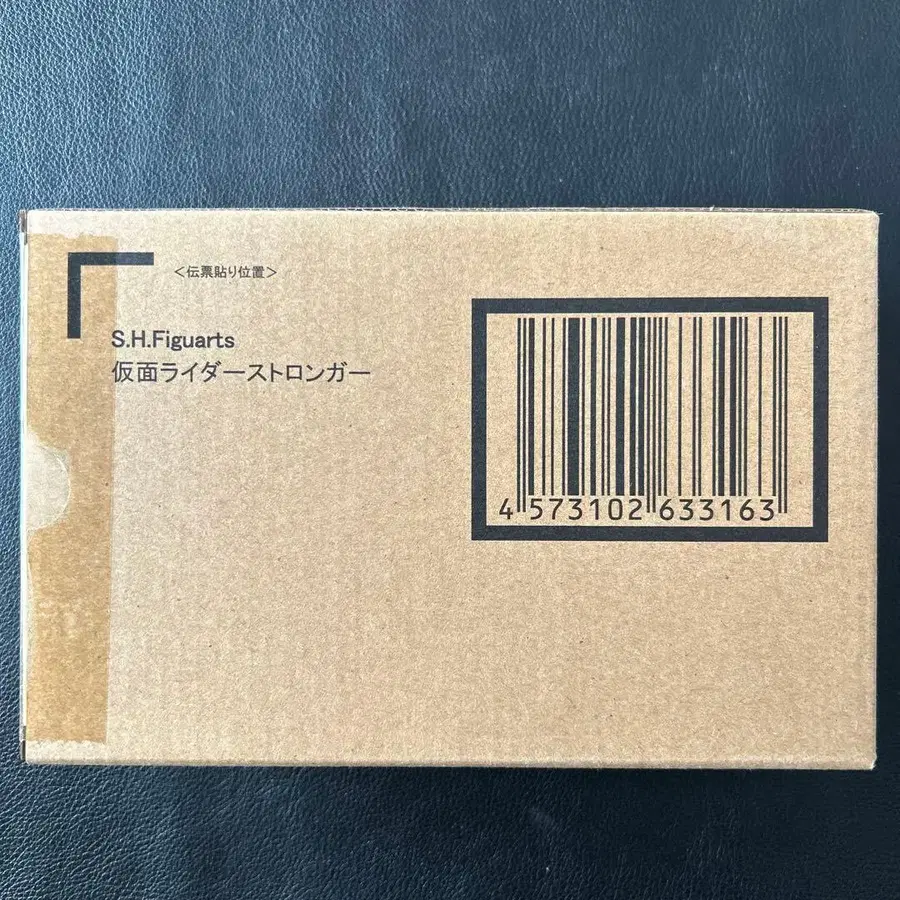 ＜伝票貼り位置＞
S.H.Figuarts
仮面ライダーストロンガー
4 573102 633163